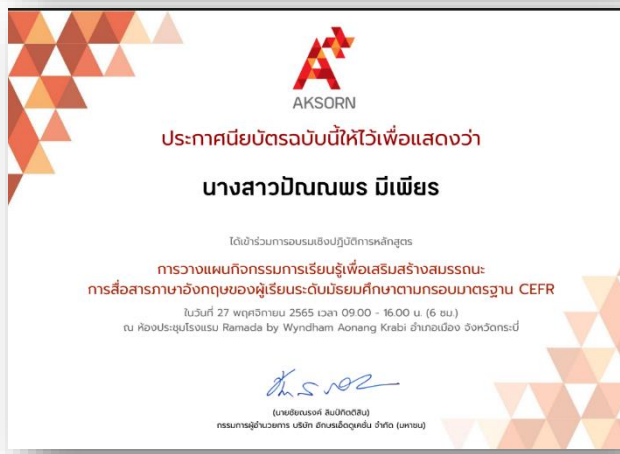 AKSORN
ประกาศนียบัตรฉบับนี้ให้ไว้เพื่อแสดงว่า
นางสาวปัณณพร มีเพียร
ได้เข้าร่วมการอบรมเชิงปฏิบัติการหลักสูตร
การวางแผนกิจกรรมการเรียนรู้เพื่อเสริมสร้างสมรรถนะ
การสื่อสารภาษาอังกฤษของผู้เรียนระดับมัธยมศึกษาตามกรอบมาตรฐาน CEFR
ในวันที่ 27 พฤศจิกายน 2565 เวลา 09.00 - 16.00 น. (6 ชม.)
ณ ห้องประชุมโรงแรม Ramada by Wyndham Aonang Krabi อำเภอเมือง จังหวัดกระบี่
(นายชัยณรงค์ ลิมป์กิตติสิน)
กรรมการผู้อำนวยการ บริษัท อักษรเอ็ดดูเคชั่น จำกัด (มหาชน)